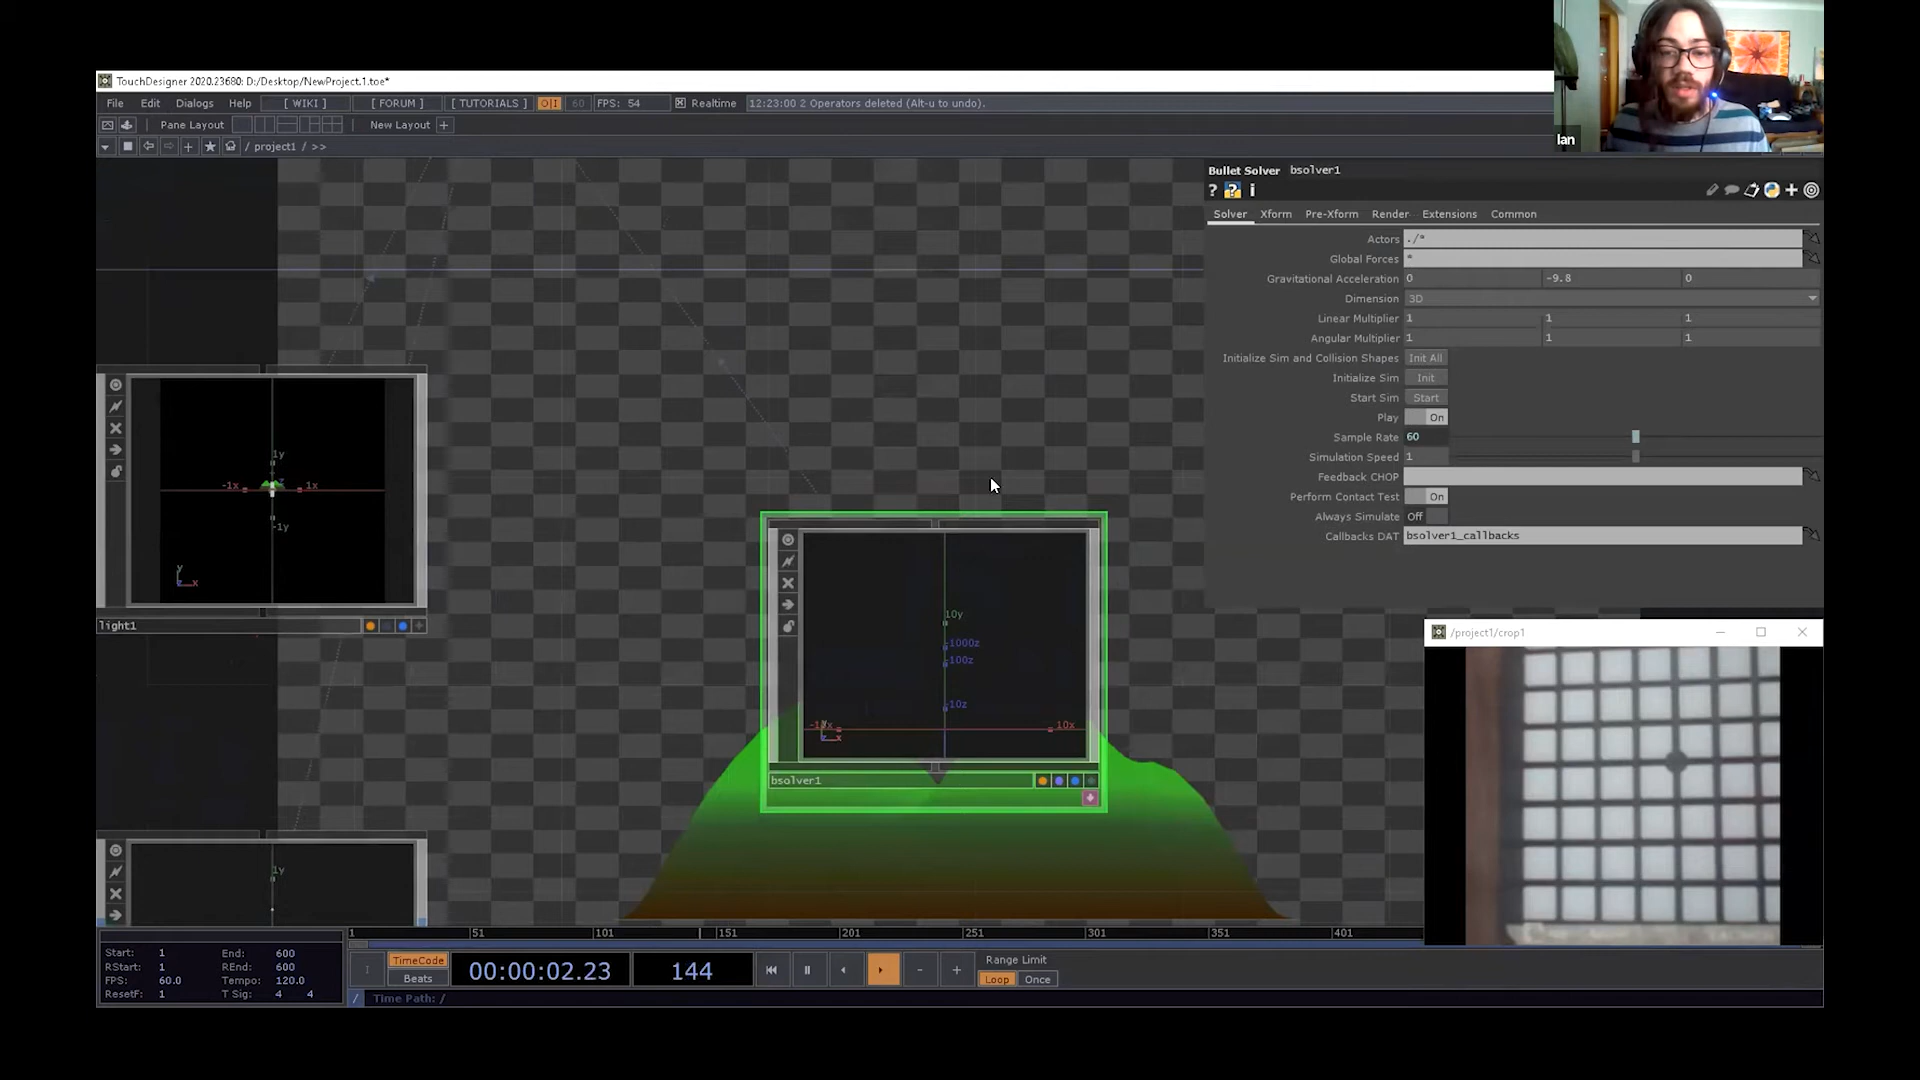 Ian
TouchDesigner 2020.23680: D:/Desktop/NewProject.1.toe*
File Edit Dialogs Help [ WIKI ] [ FORUM ] [ TUTORIALS ] O|I 60 FPS: 54 Realtime 12:23:00 2 Operators deleted (Alt-u to undo).
Pane Layout New Layout +
/ project1 / >>
Bullet Solver bsolver1
? ? i
Solver Xform Pre-Xform Render Extensions Common
Actors ./*
Global Forces *
Gravitational Acceleration 0 -9.8 0
Dimension 3D
Linear Multiplier 1 1 1
Angular Multiplier 1 1 1
Initialize Sim and Collision Shapes Init All
Initialize Sim Init
Start Sim Start
Play On
Sample Rate 60
Simulation Speed 1
Feedback CHOP
Perform Contact Test On
Always Simulate Off
Callbacks DAT bsolver1_callbacks
1y
-1x 1x
-1y
y
z x
light1
10y
-1000z
-100z
-10z
10x
bsolver1
/project1/crop1
1y
1 51 101 151 201 251 301 351 401
Start: 1 End: 600
RStart: 1 REnd: 600
FPS: 60.0 Tempo: 120.0
ResetF: 1 T Sig: 4 4
TimeCode
Beats
00:00:02.23
144
Range Limit
Loop Once
/ Time Path: /